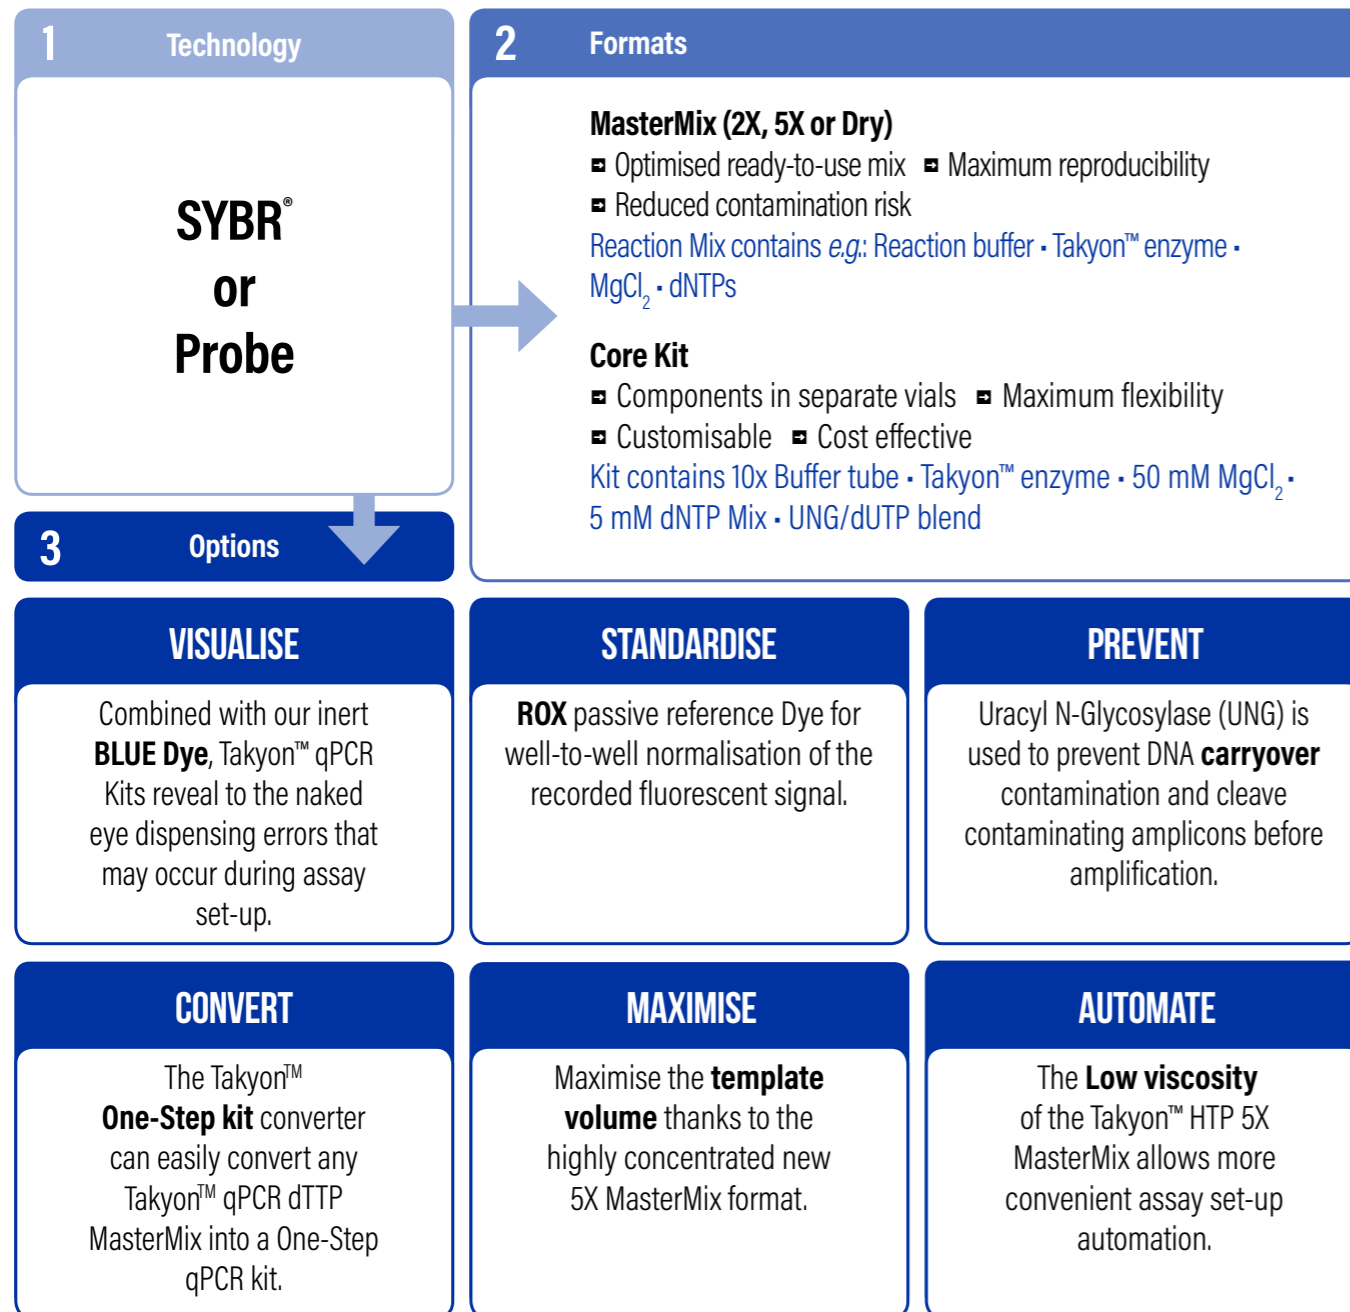 1 Technology
SYBR®
or
Probe
2 Formats
MasterMix (2X, 5X or Dry)
Optimised ready-to-use mix Maximum reproducibility
Reduced contamination risk
Reaction Mix contains e.g.: Reaction buffer • Takyon™ enzyme •
MgCl₂ • dNTPs
Core Kit
Components in separate vials Maximum flexibility
Customisable Cost effective
Kit contains 10x Buffer tube • Takyon™ enzyme • 50 mM MgCl₂ •
5 mM dNTP Mix • UNG/dUTP blend
3 Options
VISUALISE
Combined with our inert
BLUE Dye, Takyon™ qPCR
Kits reveal to the naked
eye dispensing errors that
may occur during assay
set-up.
STANDARDISE
ROX passive reference Dye for
well-to-well normalisation of the
recorded fluorescent signal.
PREVENT
Uracyl N-Glycosylase (UNG) is
used to prevent DNA carryover
contamination and cleave
contaminating amplicons before
amplification.
CONVERT
The Takyon™
One-Step kit converter
can easily convert any
Takyon™ qPCR dTTP
MasterMix into a One-Step
qPCR kit.
MAXIMISE
Maximise the template
volume thanks to the
highly concentrated new
5X MasterMix format.
AUTOMATE
The Low viscosity
of the Takyon™ HTP 5X
MasterMix allows more
convenient assay set-up
automation.